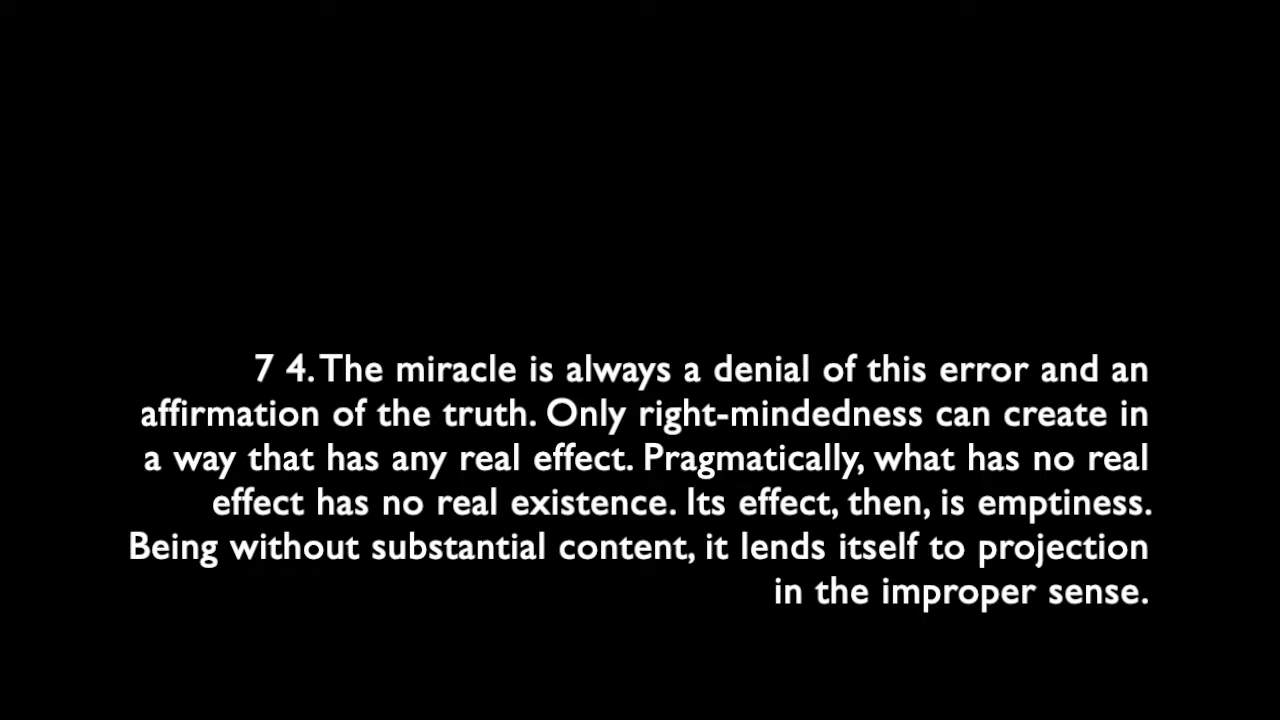 7 4. The miracle is always a denial of this error and an
affirmation of the truth. Only right-mindedness can create in
a way that has any real effect. Pragmatically, what has no real
effect has no real existence. Its effect, then, is emptiness.
Being without substantial content, it lends itself to projection
in the improper sense.